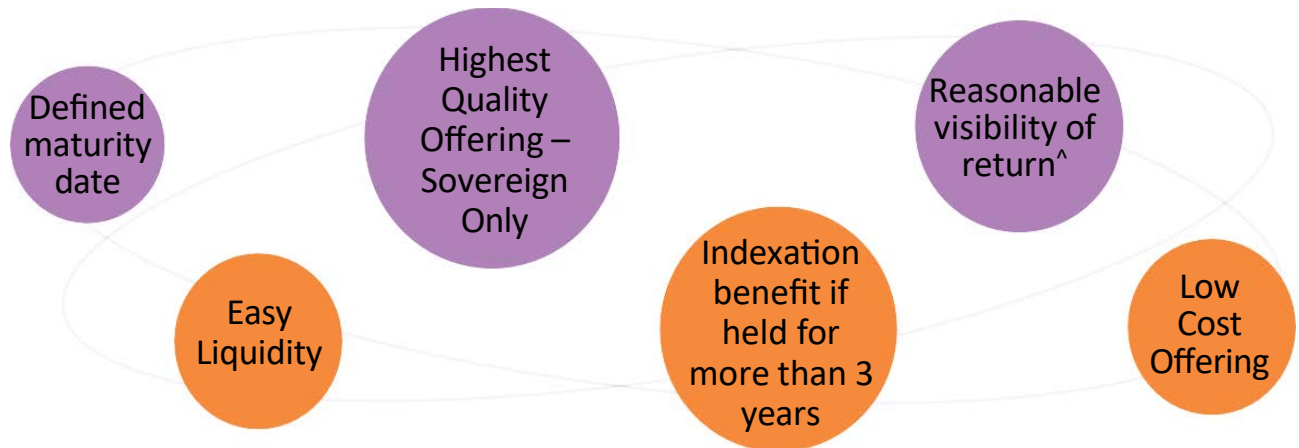 Defined
maturity
date
Highest
Quality
Offering –
Sovereign
Only
Reasonable
visibility of
return^
Easy
Liquidity
Indexation
benefit if
held for
more than 3
years
Low
Cost
Offering